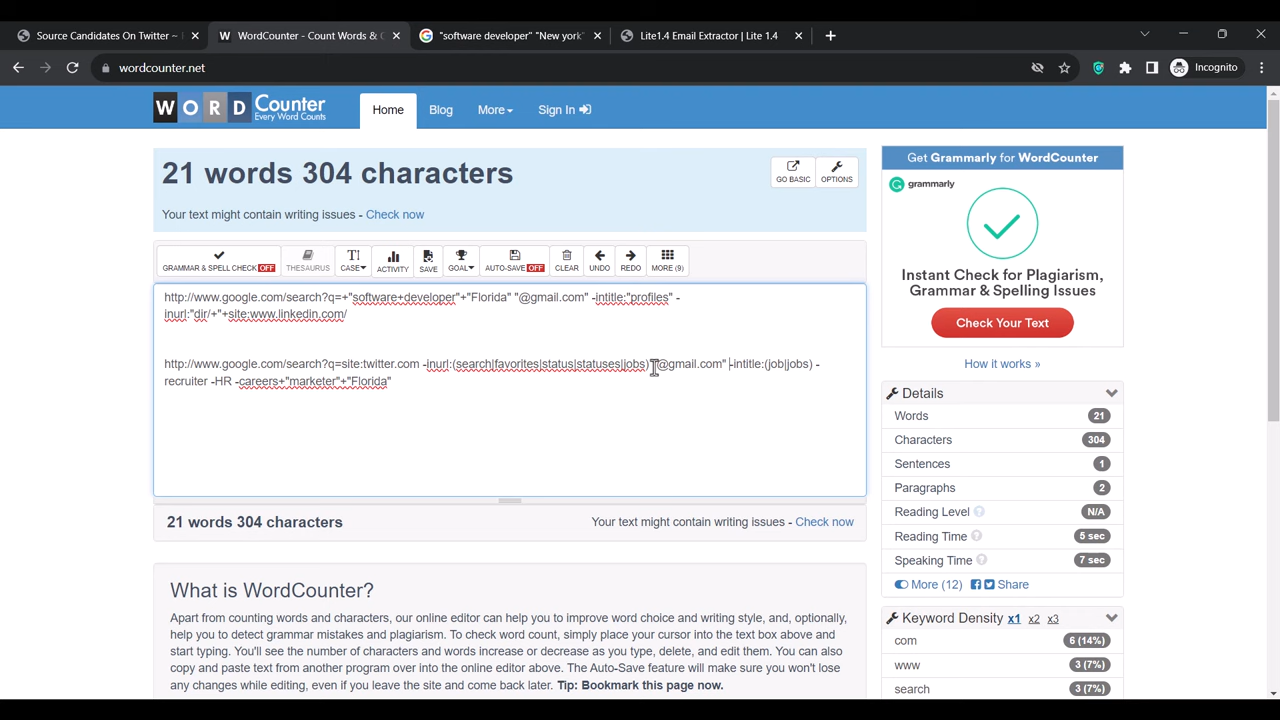 Source Candidates On Twitter ~
WordCounter - Count Words & C
"software developer" "New york"
Lite1.4 Email Extractor | Lite 1.4
wordcounter.net
Incognito
WORD Counter
Every Word Counts
Home
Blog
More
Sign In
21 words 304 characters
GO BASIC
OPTIONS
Your text might contain writing issues - Check now
GRAMMAR & SPELL CHECK OFF
THESAURUS
CASE
ACTIVITY
SAVE
GOAL
AUTO-SAVE OFF
CLEAR
UNDO
REDO
MORE (9)
http://www.google.com/search?q=+"software+developer"+"Florida" "@gmail.com" -intitle:"profiles" -
inurl:"dir/+"+site:www.linkedin.com/
http://www.google.com/search?q=site:twitter.com -inurl:(search|favorites|status|statuses|jobs) "@gmail.com" -intitle:(job|jobs) -
recruiter -HR -careers+"marketer"+"Florida"
21 words 304 characters
Your text might contain writing issues - Check now
What is WordCounter?
Apart from counting words and characters, our online editor can help you to improve word choice and writing style, and, optionally,
help you to detect grammar mistakes and plagiarism. To check word count, simply place your cursor into the text box above and
start typing. You'll see the number of characters and words increase or decrease as you type, delete, and edit them. You can also
copy and paste text from another program over into the online editor above. The Auto-Save feature will make sure you won't lose
any changes while editing, even if you leave the site and come back later. Tip: Bookmark this page now.
Get Grammarly for WordCounter
grammarly
Instant Check for Plagiarism,
Grammar & Spelling Issues
Check Your Text
How it works »
Details
Words 21
Characters 304
Sentences 1
Paragraphs 2
Reading Level N/A
Reading Time 5 sec
Speaking Time 7 sec
More (12) Share
Keyword Density x1 x2 x3
com 6 (14%)
www 3 (7%)
search 3 (7%)